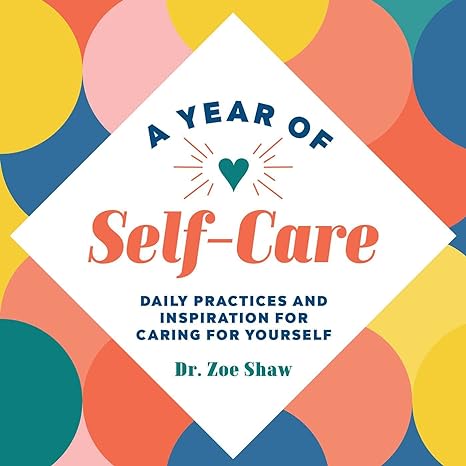 A YEAR OF
Self-Care
DAILY PRACTICES AND
INSPIRATION FOR
CARING FOR YOURSELF
Dr. Zoe Shaw